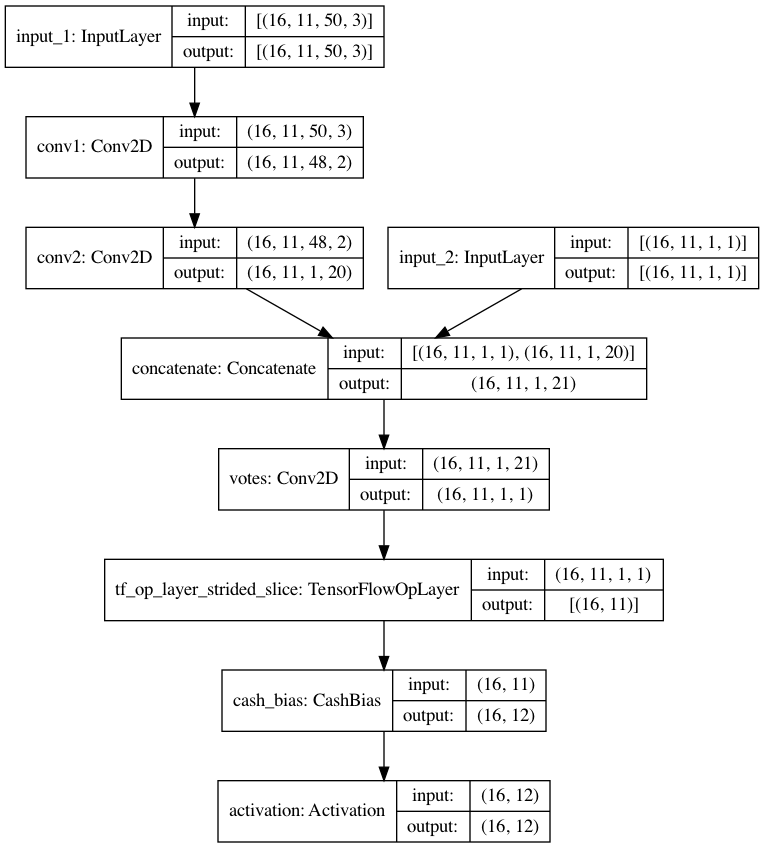 input_1: InputLayer
input:
[(16, 11, 50, 3)]
output:
[(16, 11, 50, 3)]
conv1: Conv2D
input:
(16, 11, 50, 3)
output:
(16, 11, 48, 2)
conv2: Conv2D
input:
(16, 11, 48, 2)
output:
(16, 11, 1, 20)
input_2: InputLayer
input:
[(16, 11, 1, 1)]
output:
[(16, 11, 1, 1)]
concatenate: Concatenate
input:
[(16, 11, 1, 1), (16, 11, 1, 20)]
output:
(16, 11, 1, 21)
votes: Conv2D
input:
(16, 11, 1, 21)
output:
(16, 11, 1, 1)
tf_op_layer_strided_slice: TensorFlowOpLayer
input:
(16, 11, 1, 1)
output:
[(16, 11)]
cash_bias: CashBias
input:
(16, 11)
output:
(16, 12)
activation: Activation
input:
(16, 12)
output:
(16, 12)